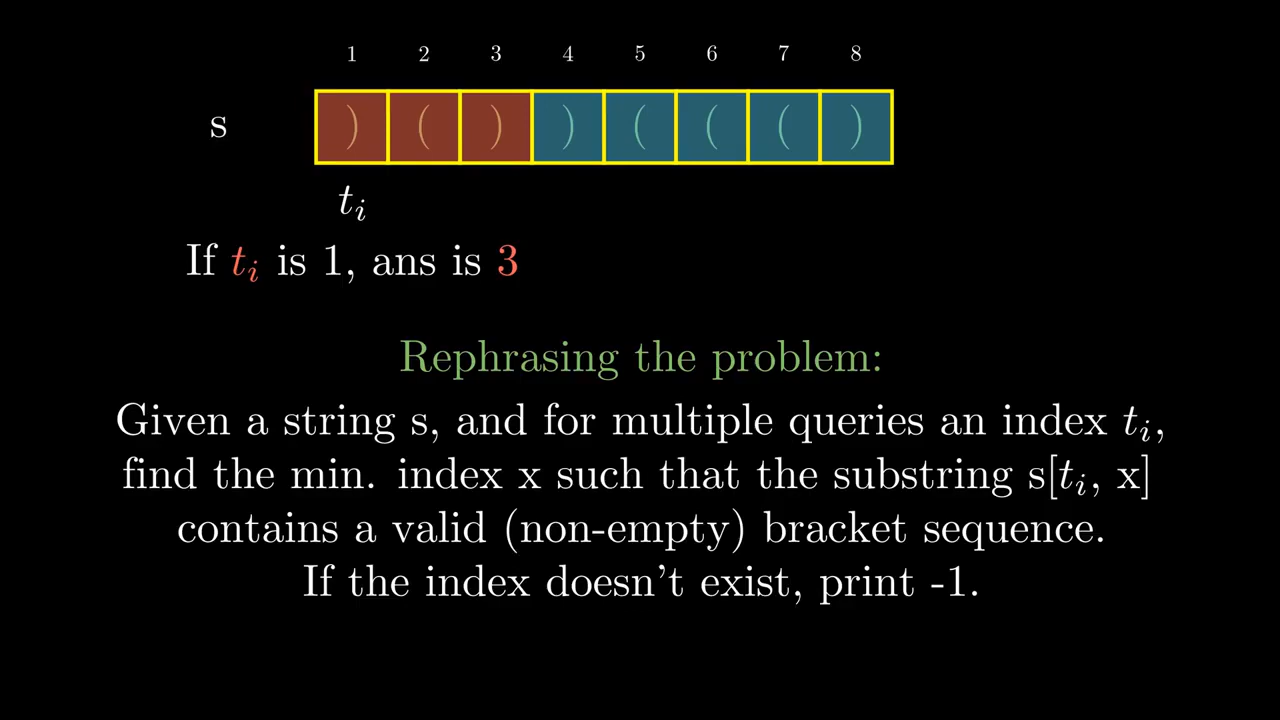 1 2 3 4 5 6 7 8
s ) ( ) ) ( ( ( )
tᵢ
If tᵢ is 1, ans is 3
Rephrasing the problem:
Given a string s, and for multiple queries an index tᵢ,
find the min. index x such that the substring s[tᵢ, x]
contains a valid (non-empty) bracket sequence.
If the index doesn't exist, print -1.